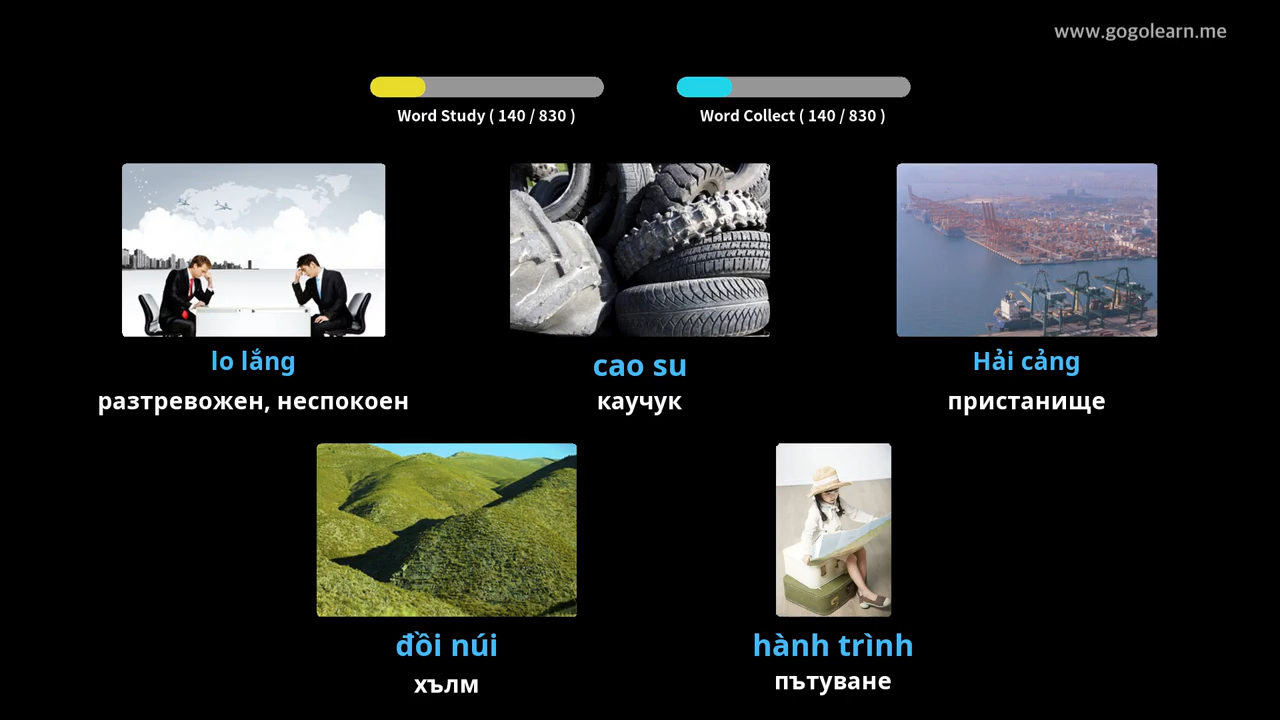 www.gogolearn.me
Word Study ( 140 / 830 )
Word Collect ( 140 / 830 )
lo lắng
cao su
Hải cảng
разтревожен, неспокоен
каучук
пристанище
đồi núi
hành trình
хълм
пътуване